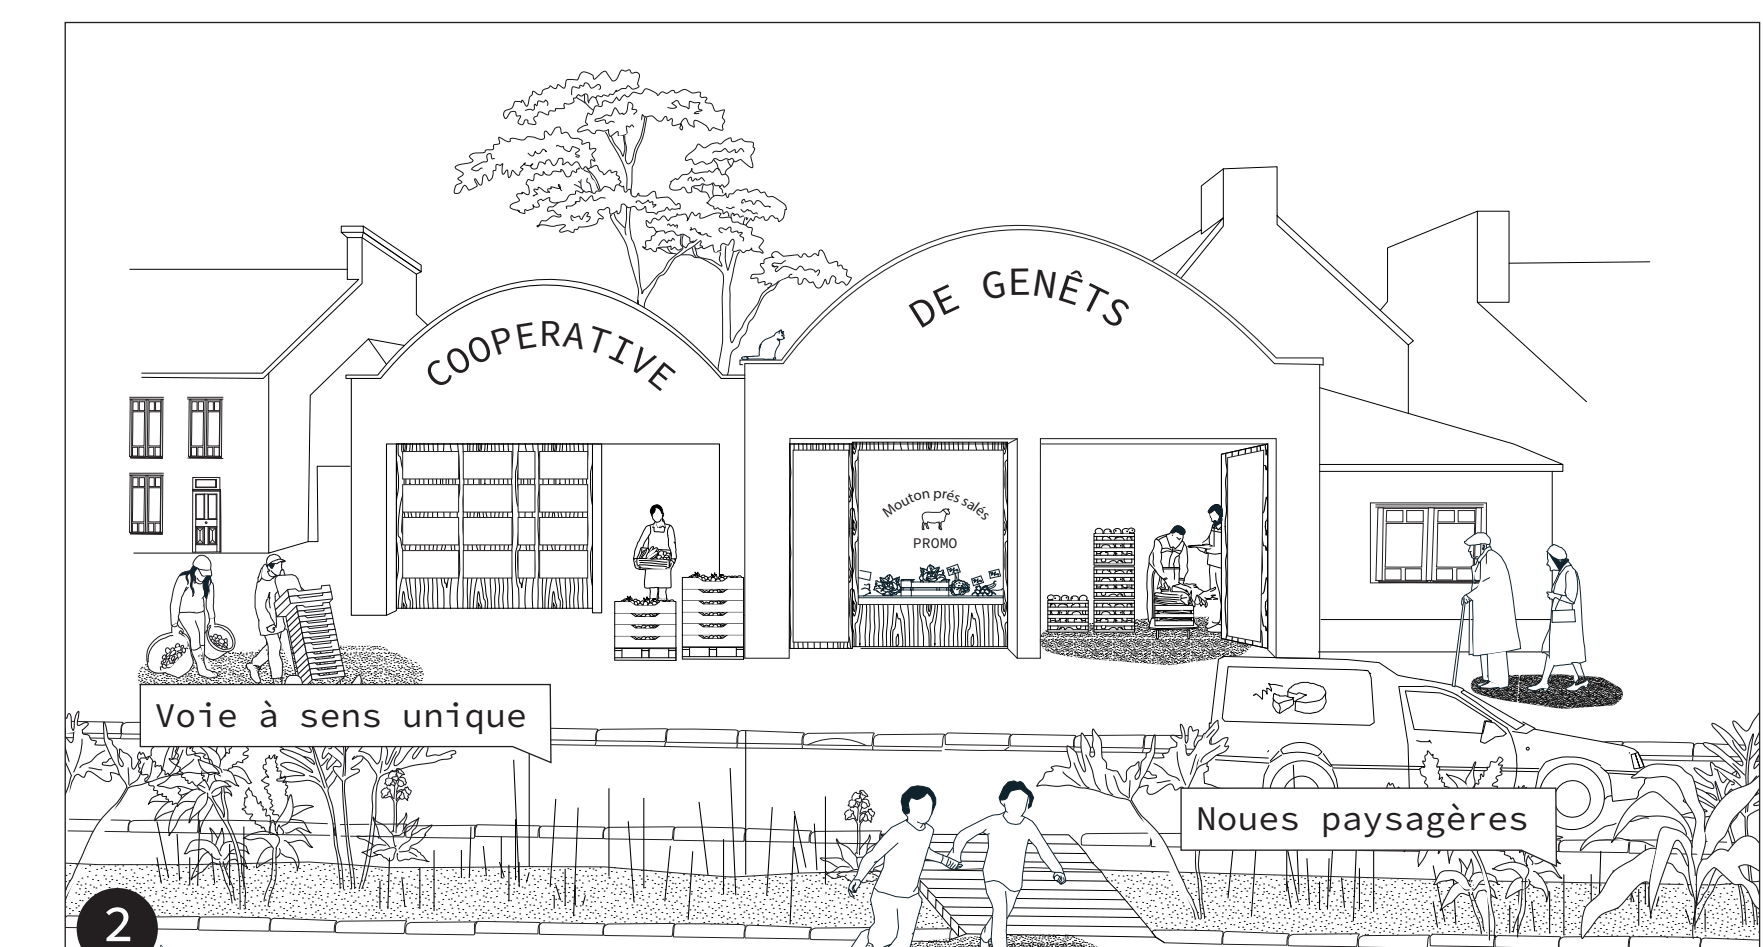 COOPERATIVE
DE GENÊTS
Mouton prés salés
PROMO
Voie à sens unique
Noues paysagères
2